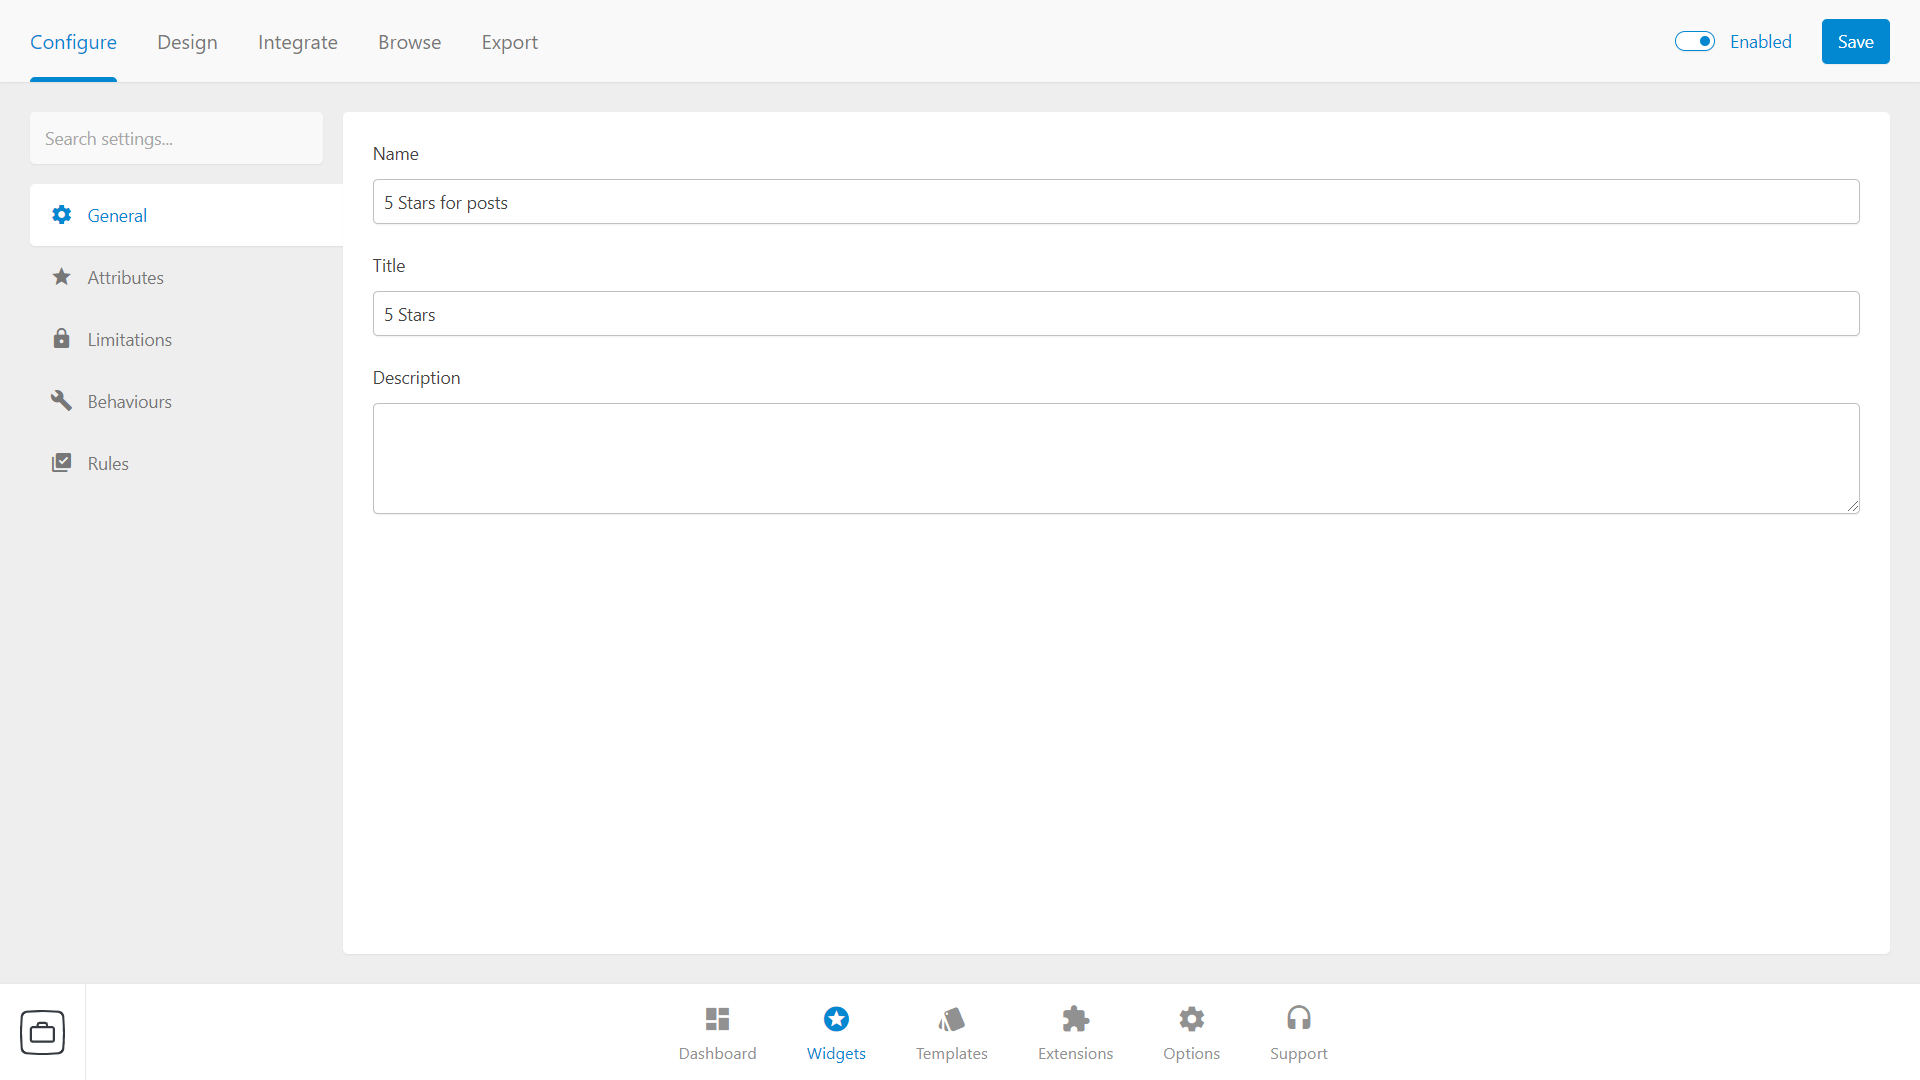 Configure Design Integrate Browse Export Enabled Save
Search settings...
General
Attributes
Limitations
Behaviours
Rules
Name
5 Stars for posts
Title
5 Stars
Description
Dashboard Widgets Templates Extensions Options Support